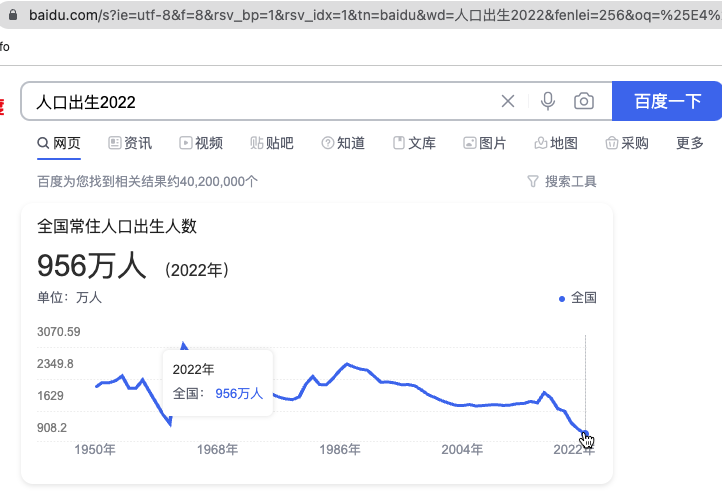 baidu.com/s?ie=utf-8&f=8&rsv_bp=1&rsv_idx=1&tn=baidu&wd=人口出生2022&fenlei=256&oq=%25E4%
fo
人口出生2022
百度一下
网页 资讯 视频 贴吧 知道 文库 图片 地图 采购 更多
百度为您找到相关结果约40,200,000个 搜索工具
全国常住人口出生人数
956万人 (2022年)
单位：万人 全国
3070.59
2349.8
1629
908.2
2022年
全国： 956万人
1950年 1968年 1986年 2004年 2022年